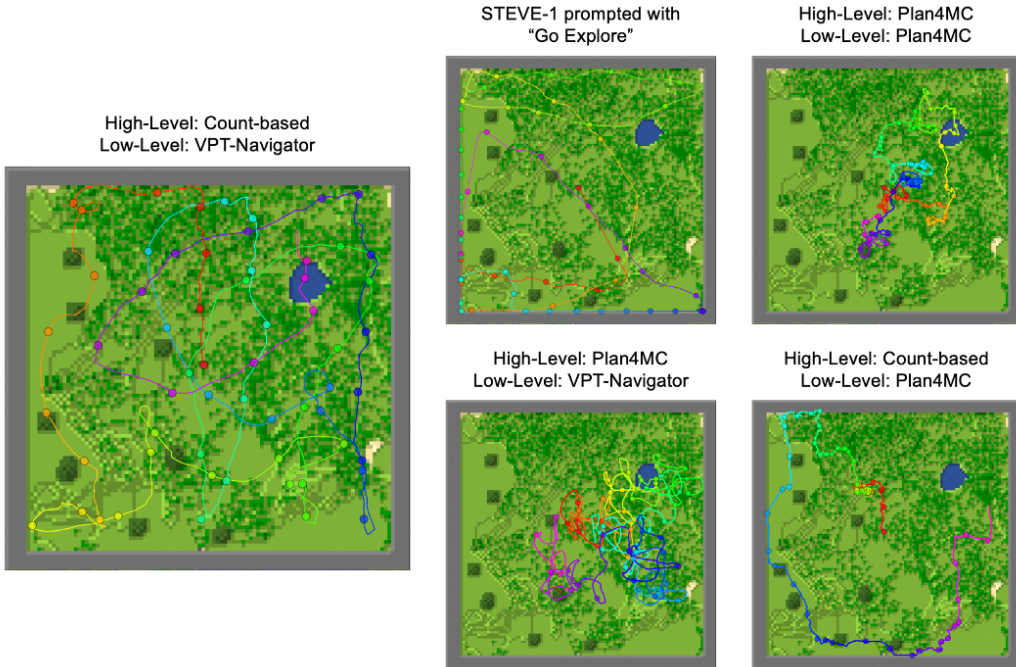 STEVE-1 prompted with
“Go Explore”
High-Level: Plan4MC
Low-Level: Plan4MC
High-Level: Count-based
Low-Level: VPT-Navigator
High-Level: Plan4MC
Low-Level: VPT-Navigator
High-Level: Count-based
Low-Level: Plan4MC